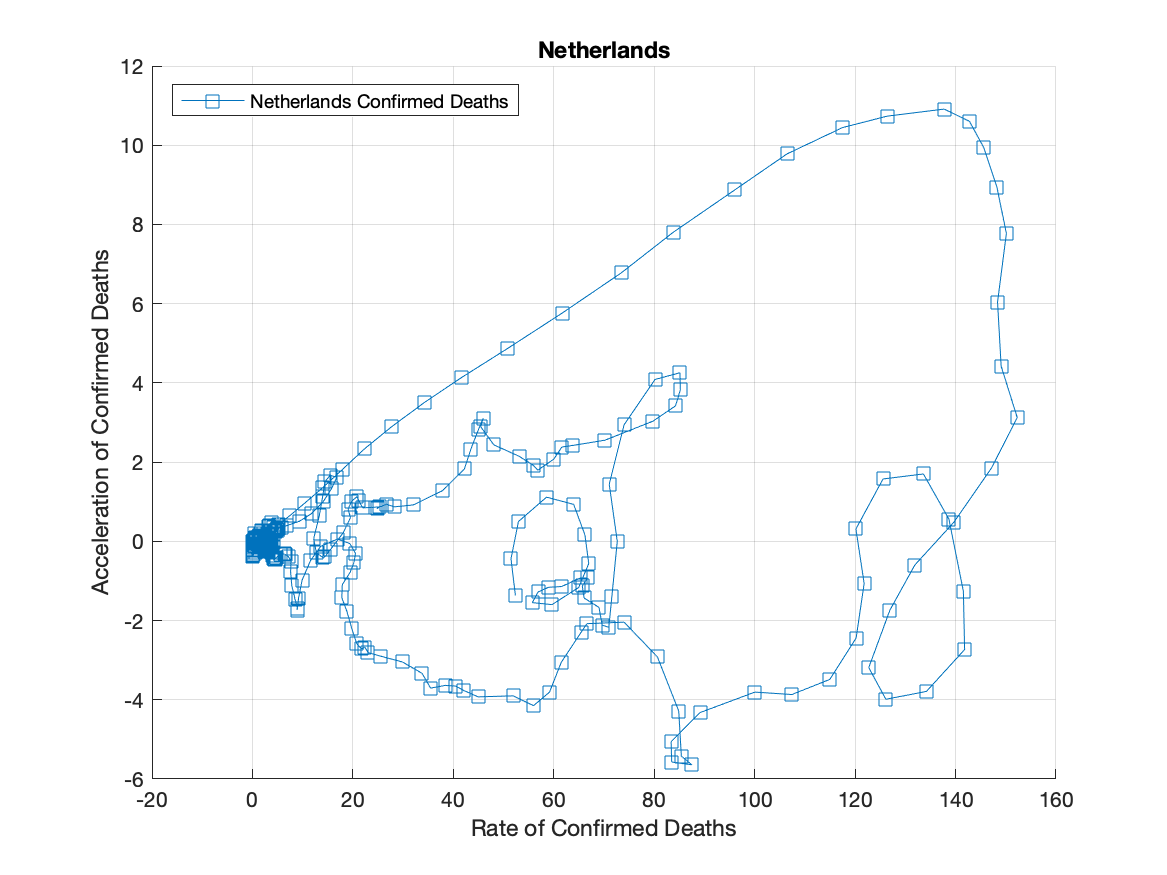 Netherlands
Netherlands Confirmed Deaths
12
10
8
6
4
2
0
-2
-4
-6
Acceleration of Confirmed Deaths
-20 0 20 40 60 80 100 120 140 160
Rate of Confirmed Deaths